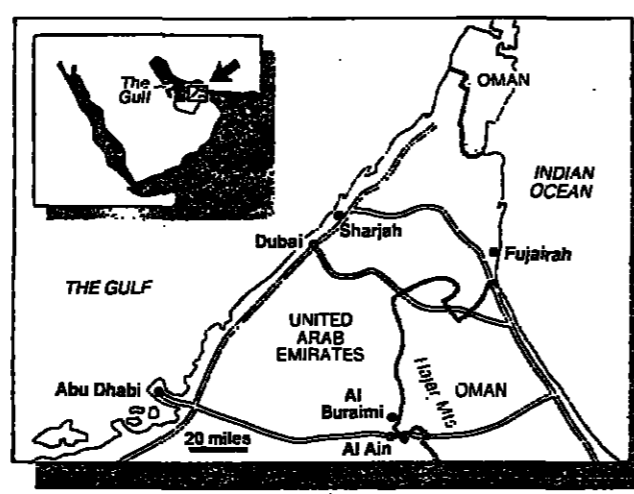 The
Gulf
OMAN
INDIAN
OCEAN
Sharjah
Dubai
Fujairah
THE GULF
UNITED
ARAB
EMIRATES
Hajar Mts
OMAN
Abu Dhabi
Al
Buraimi
20 miles
Al Ain